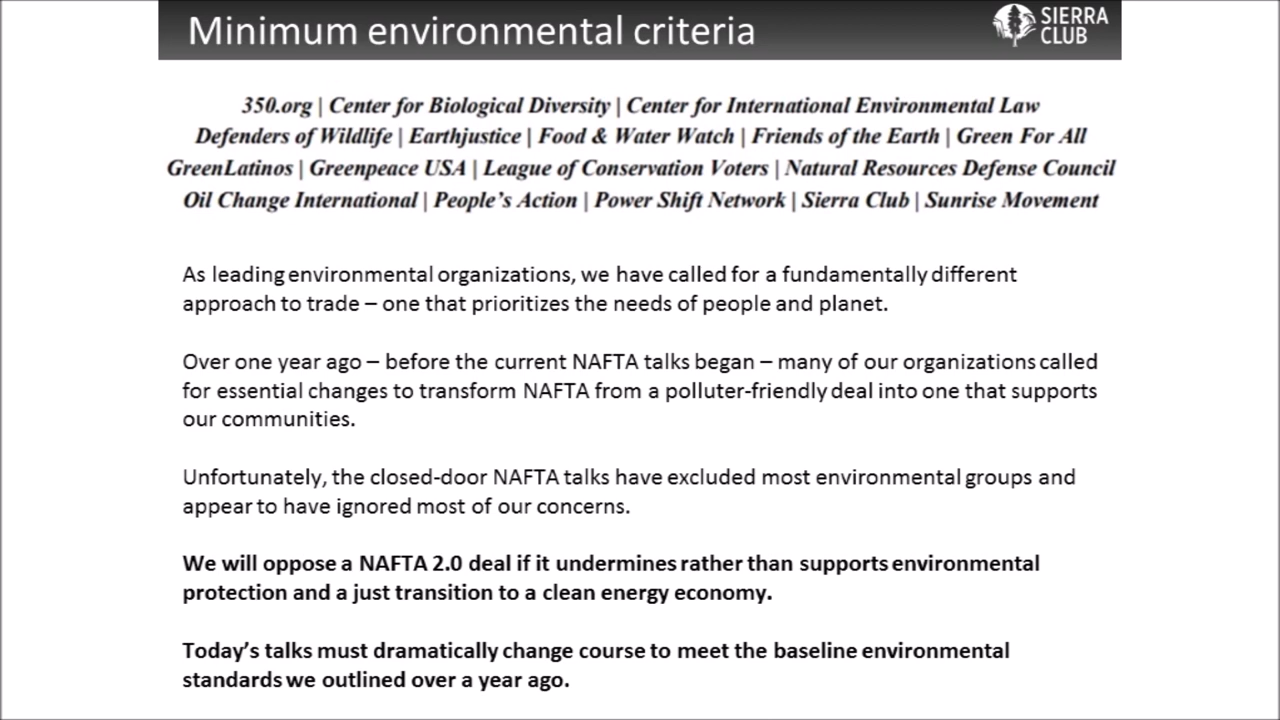 Minimum environmental criteria
SIERRA
CLUB
350.org | Center for Biological Diversity | Center for International Environmental Law
Defenders of Wildlife | Earthjustice | Food & Water Watch | Friends of the Earth | Green For All
GreenLatinos | Greenpeace USA | League of Conservation Voters | Natural Resources Defense Council
Oil Change International | People's Action | Power Shift Network | Sierra Club | Sunrise Movement
As leading environmental organizations, we have called for a fundamentally different
approach to trade – one that prioritizes the needs of people and planet.
Over one year ago – before the current NAFTA talks began – many of our organizations called
for essential changes to transform NAFTA from a polluter-friendly deal into one that supports
our communities.
Unfortunately, the closed-door NAFTA talks have excluded most environmental groups and
appear to have ignored most of our concerns.
We will oppose a NAFTA 2.0 deal if it undermines rather than supports environmental
protection and a just transition to a clean energy economy.
Today's talks must dramatically change course to meet the baseline environmental
standards we outlined over a year ago.